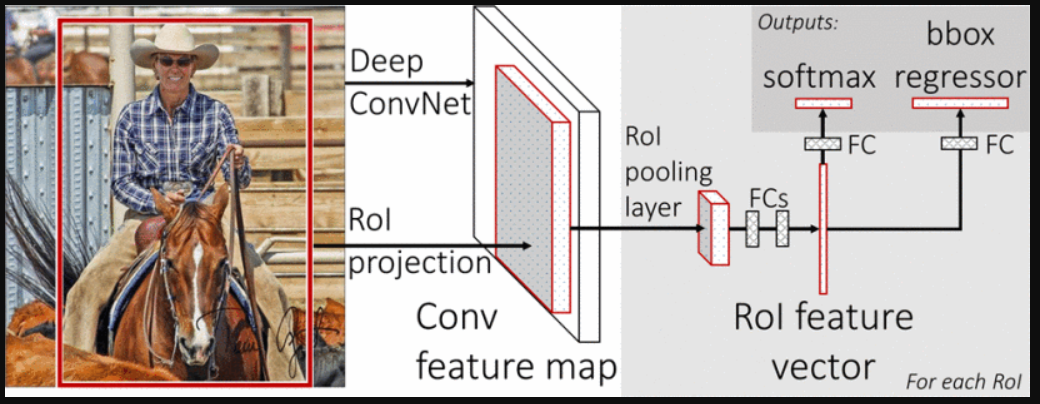 Deep
ConvNet
RoI
projection
Conv
feature map
RoI
pooling
layer
FCs
RoI feature
vector
For each RoI
Outputs:
softmax
bbox
regressor
FC
FC